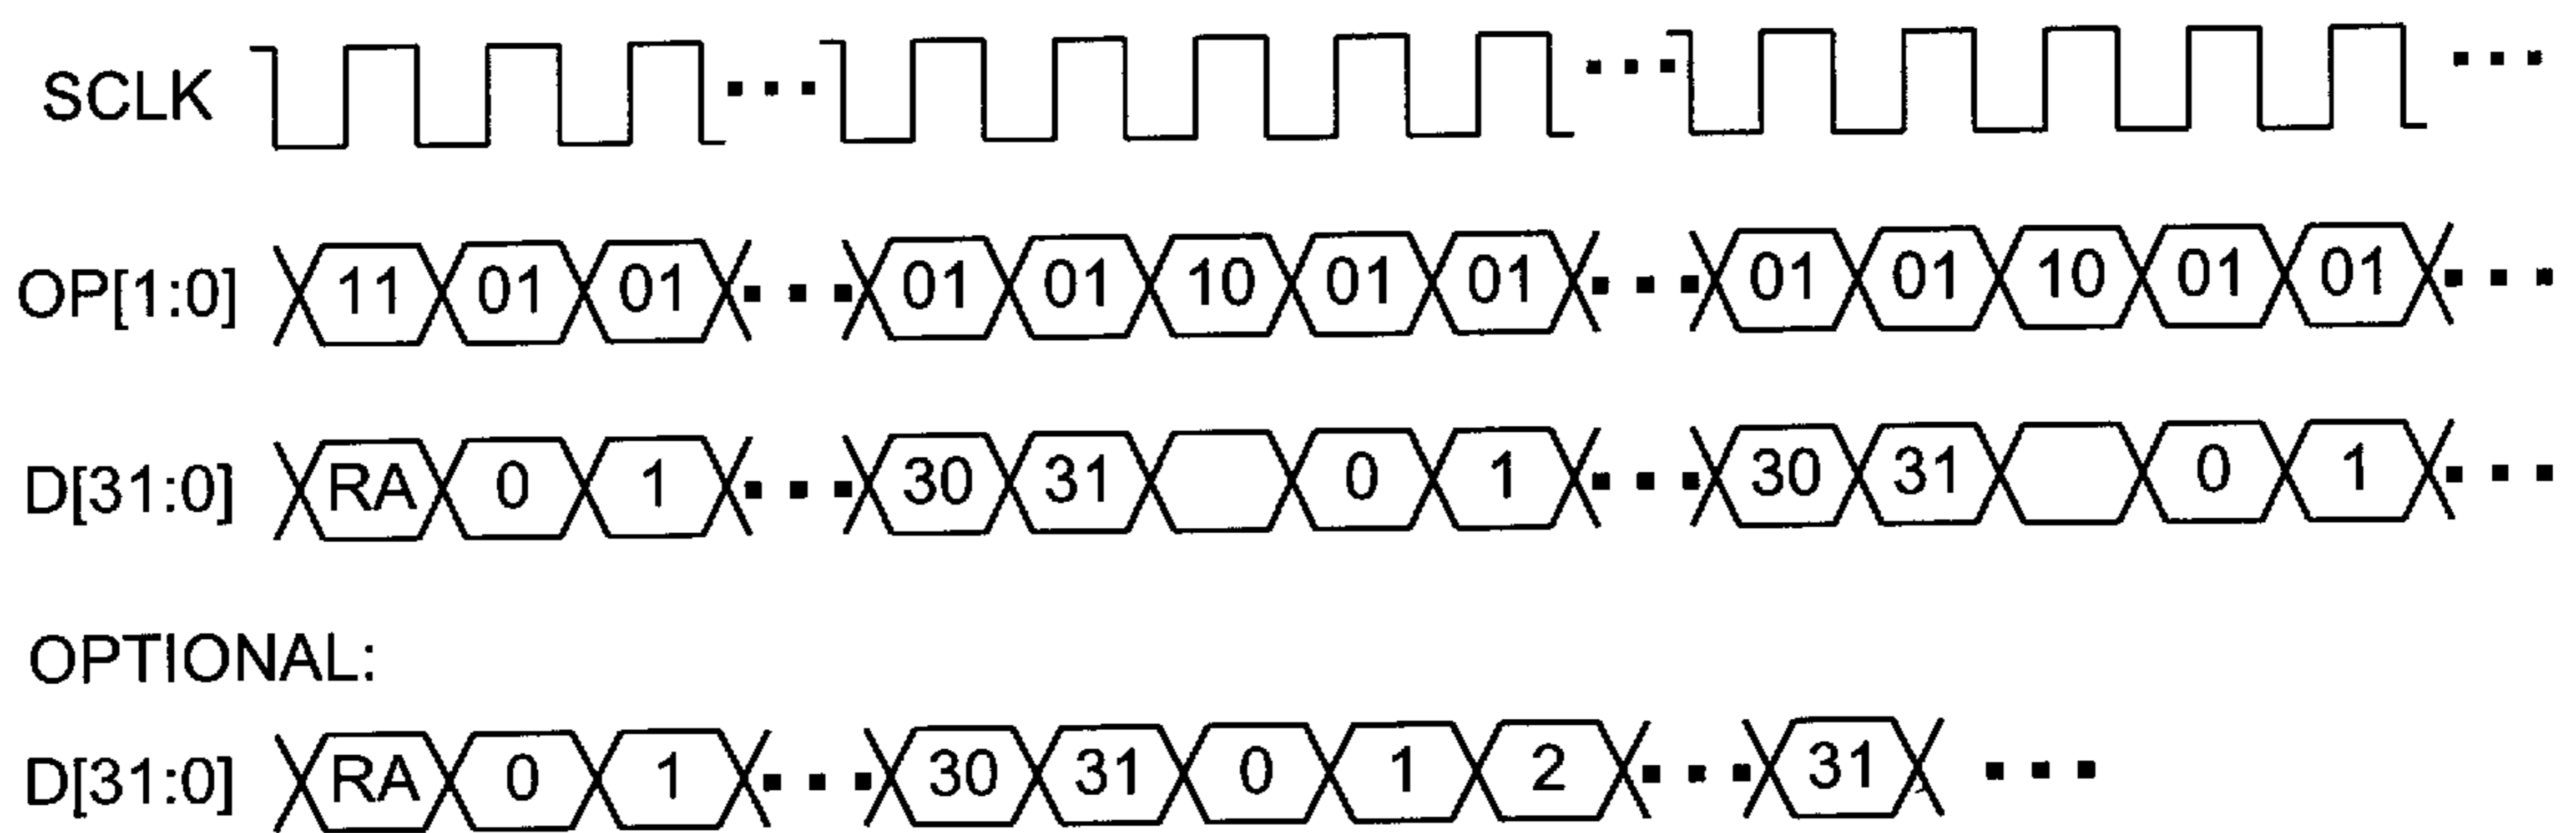 SCLK ... ... ...
OP[1:0] 11 01 01 ... 01 01 10 01 01 ... 01 01 10 01 01 ...
D[31:0] RA 0 1 ... 30 31 0 1 ... 30 31 0 1 ...
OPTIONAL:
D[31:0] RA 0 1 ... 30 31 0 1 2 ... 31 ...